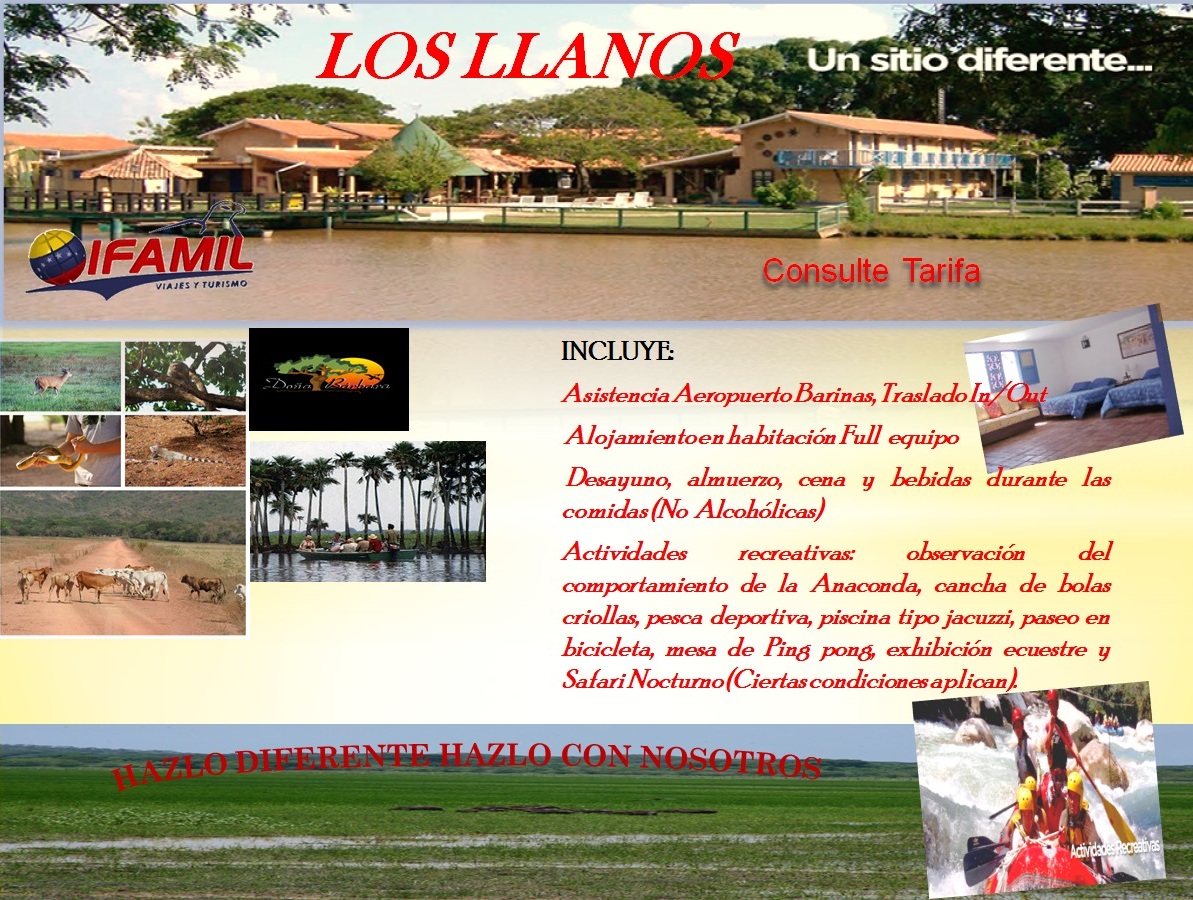 LOS LLANOS
Un sitio diferente...
IFAMIL
VIAJES Y TURISMO
Consulte Tarifa
Doña Bárbara
INCLUYE:
Asistencia Aeropuerto Barinas, Traslado In/Out
Alojamiento en habitación Full equipo
Desayuno, almuerzo, cena y bebidas durante las
comidas (No Alcohólicas)
Actividades recreativas: observación del
comportamiento de la Anaconda, cancha de bolas
criollas, pesca deportiva, piscina tipo jacuzzi, paseo en
bicicleta, mesa de Ping pong, exhibición ecuestre y
Safari Nocturno (Ciertas condiciones aplican).
HAZLO DIFERENTE HAZLO CON NOSOTROS
Actividades Recreativas